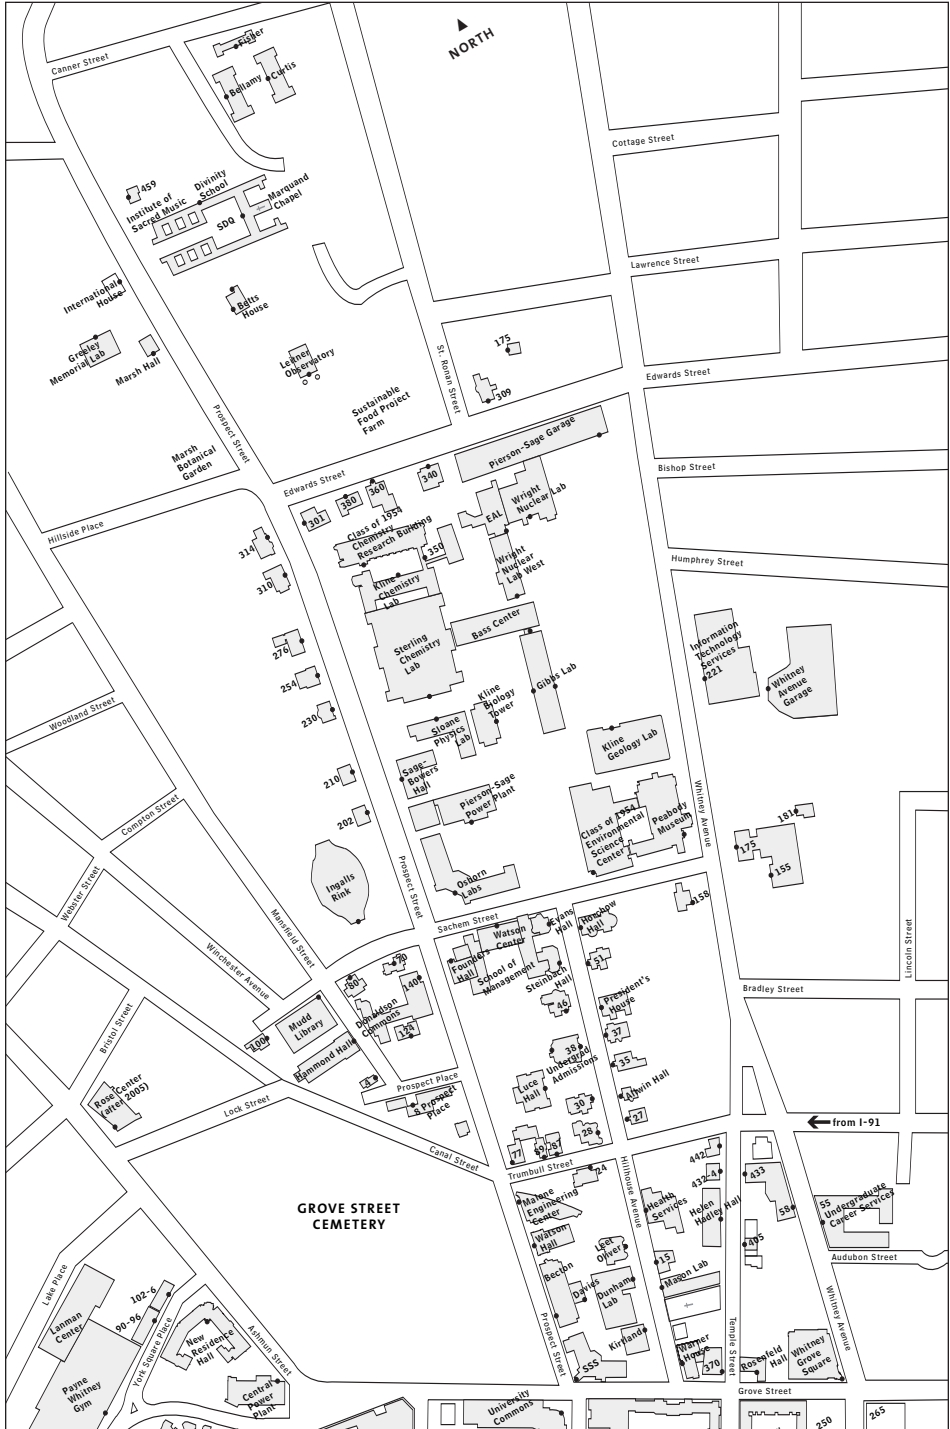 NORTH
Canner Street
Fisher
Bellamy
Curtis
Cottage Street
459
Institute of
Sacred Music
Divinity
School
SDQ
Marquand
Chapel
Lawrence Street
International
House
Betts
House
Greeley
Memorial Lab
Marsh Hall
Leitner
Observatory
175
309
St. Ronan Street
Edwards Street
Sustainable
Food Project
Farm
Prospect Street
Marsh
Botanical
Garden
Pierson-Sage Garage
Bishop Street
Edwards Street
Hillside Place
301
380
360
340
EAL
Wright
Nuclear Lab
Class of 1954
Chemistry
Research Building
350
Wright
Nuclear
Lab West
Humphrey Street
314
310
Kline
Chemistry
Lab
Bass Center
Sterling
Chemistry
Lab
Gibbs Lab
276
254
230
Information
Technology
Services
221
Whitney
Avenue
Garage
Woodland Street
Kline
Biology
Tower
Sloane
Physics
Lab
Kline
Geology Lab
Sage-
Bowers
Hall
210
202
Pierson-Sage
Power Plant
Class of 1954
Environmental
Science
Center
Peabody
Museum
Whitney Avenue
181
175
155
Compton Street
Webster Street
Ingalls
Rink
Prospect Street
Osborn
Labs
158
Mansfield Street
Winchester Avenue
Sachem Street
Founders
Hall
Watson
Center
School of
Management
Evans
Hall
Steinbach
Hall
Horchow
Hall
51
Lincoln Street
Bradley Street
Bristol Street
80
70
140
Donaldson
Commons
124
Mudd
Library
Hammond Hall
100
46
President's
House
37
38
Undergrad
Admissions
35
Rose Center
(after 2005)
4
Prospect Place
8 Prospect
Place
Luce
Hall
30
Allwin Hall
27
28
77
89
87
from I-91
Lock Street
Canal Street
Trumbull Street
24
Hillhouse Avenue
442
432-4
433
58
55
Undergraduate
Career Services
Audubon Street
GROVE STREET
CEMETERY
Malone
Engineering
Center
Watson
Hall
Leet
Oliver
Health
Services
Helen
Hadley Hall
405
15
Mason Lab
Becton
Davies
Dunham
Lab
Kirtland
SSS
Prospect Street
Warner
House
370
Temple Street
Rosenfeld
Hall
Whitney
Grove
Square
Whitney Avenue
Grove Street
Lake Place
Lanman
Center
102-6
90-96
York Square Place
New
Residence
Hall
Ashmun Street
Payne
Whitney
Gym
Central
Power
Plant
University
Commons
250
265